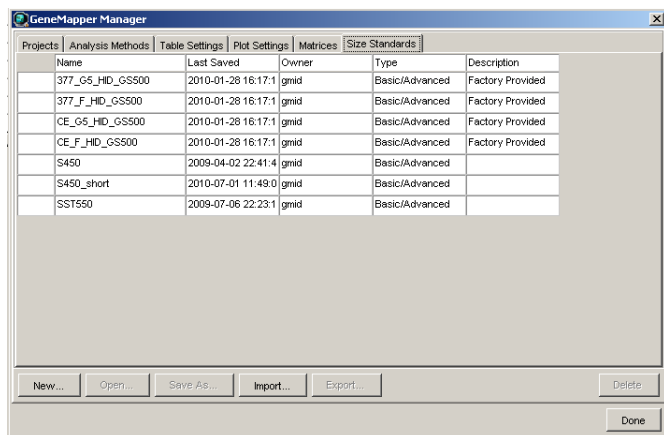 GeneMapper Manager
Projects Analysis Methods Table Settings Plot Settings Matrices Size Standards
Name Last Saved Owner Type Description
377_G5_HID_GS500 2010-01-28 16:17:1 gmid Basic/Advanced Factory Provided
377_F_HID_GS500 2010-01-28 16:17:1 gmid Basic/Advanced Factory Provided
CE_G5_HID_GS500 2010-01-28 16:17:1 gmid Basic/Advanced Factory Provided
CE_F_HID_GS500 2010-01-28 16:17:1 gmid Basic/Advanced Factory Provided
S450 2009-04-02 22:41:4 gmid Basic/Advanced
S450_short 2010-07-01 11:49:0 gmid Basic/Advanced
SST550 2009-07-06 22:23:1 gmid Basic/Advanced
New... Open... Save As... Import... Export... Delete
Done